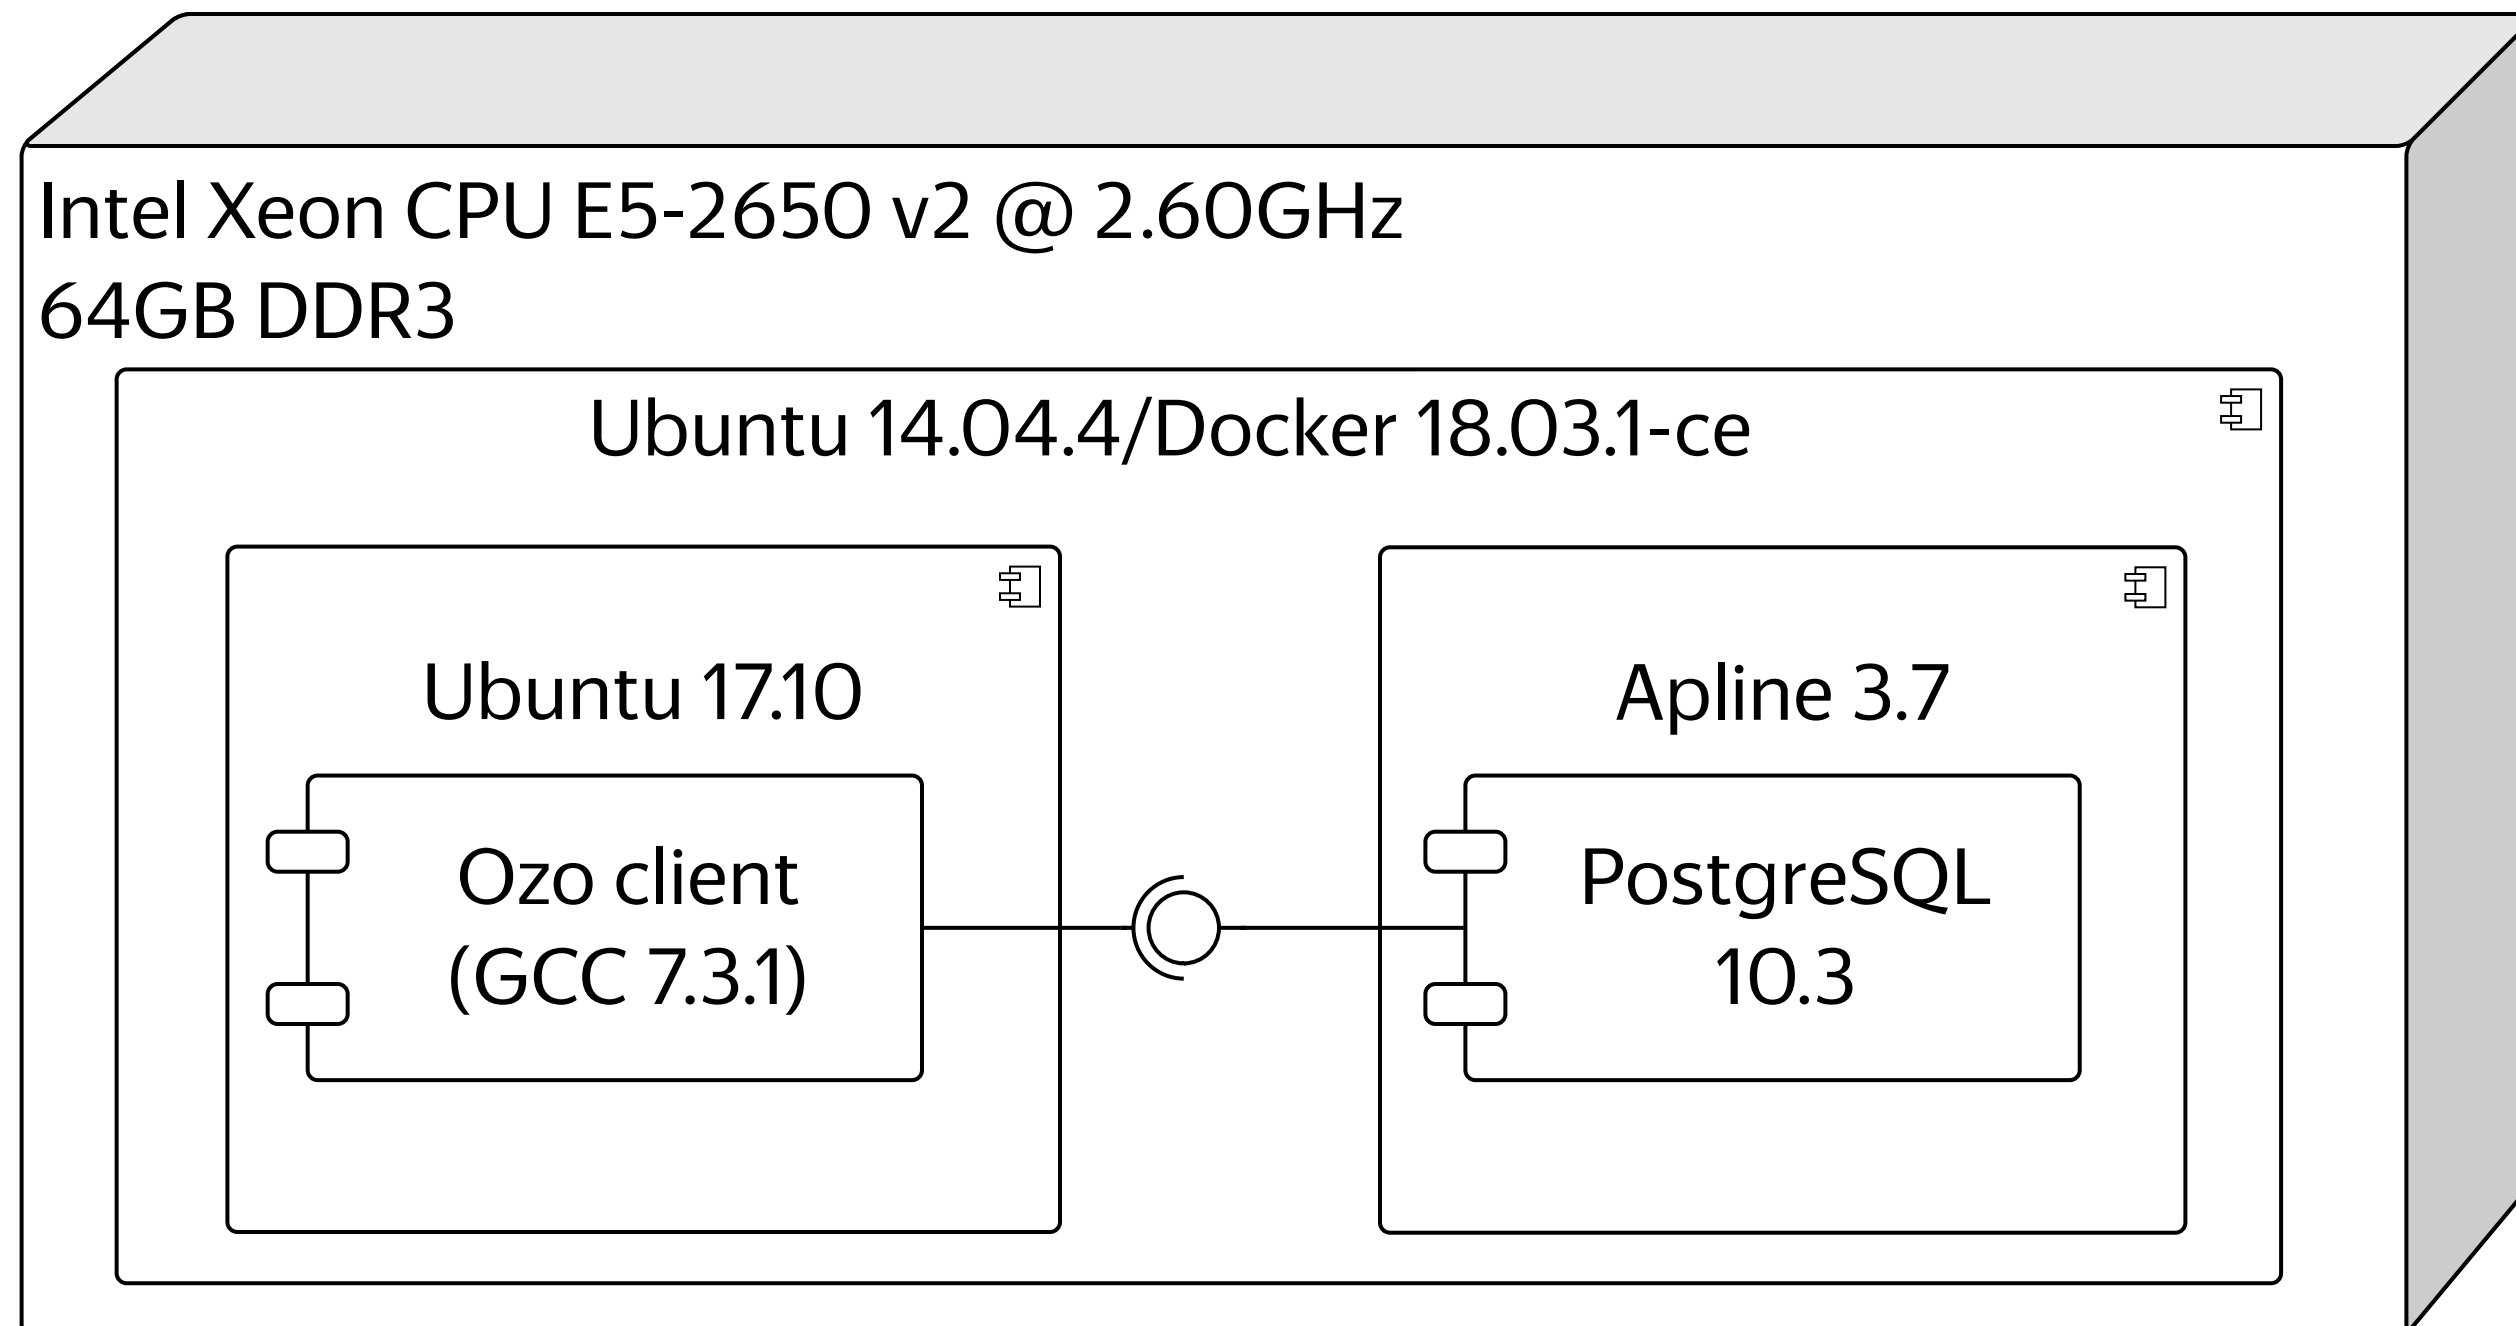 Intel Xeon CPU E5-2650 v2 @ 2.60GHz
64GB DDR3
Ubuntu 14.04.4/Docker 18.03.1-ce
Ubuntu 17.10
Apline 3.7
Ozo client
(GCC 7.3.1)
PostgreSQL
10.3